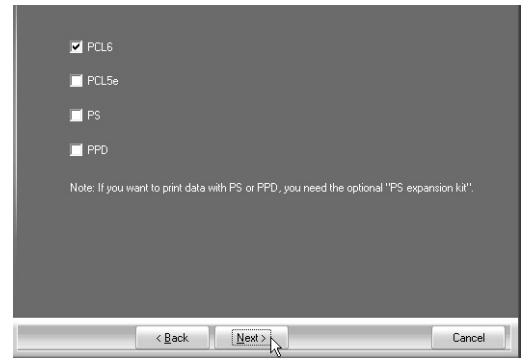 PCL6
PCL5e
PS
PPD
Note: If you want to print data with PS or PPD, you need the optional "PS expansion kit".
< Back Next > Cancel